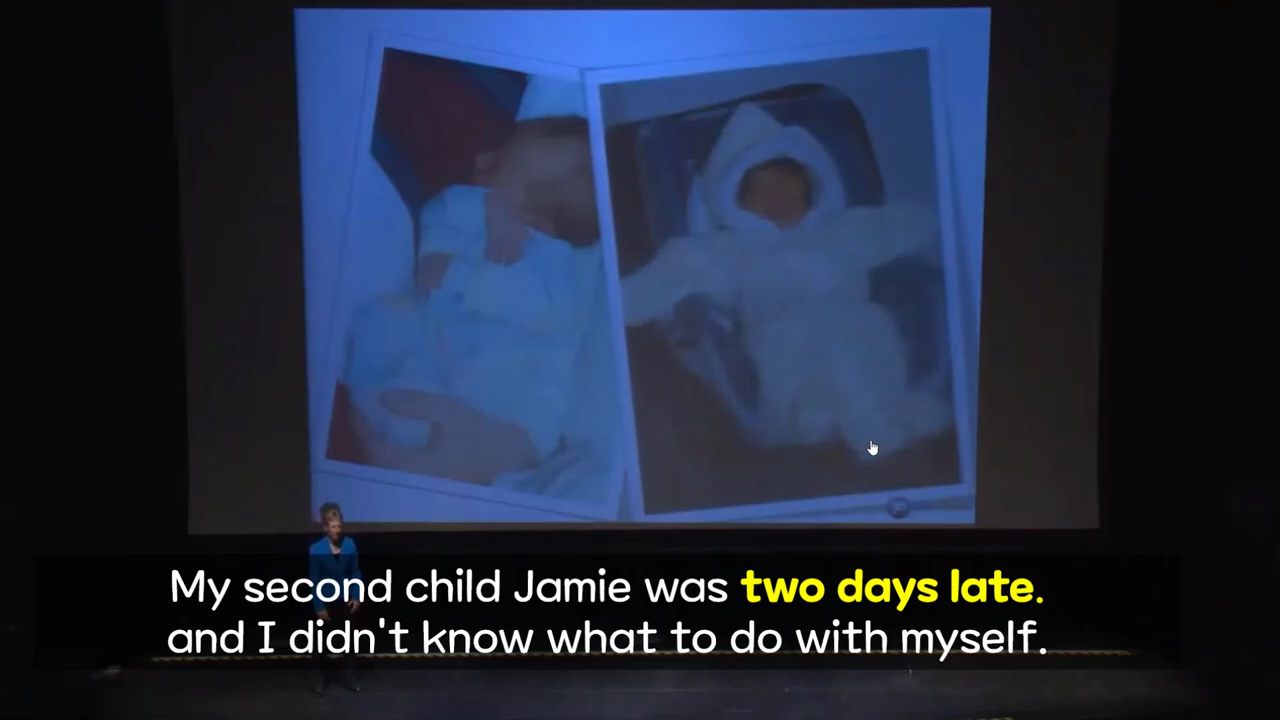 My second child Jamie was two days late.
and I didn't know what to do with myself.